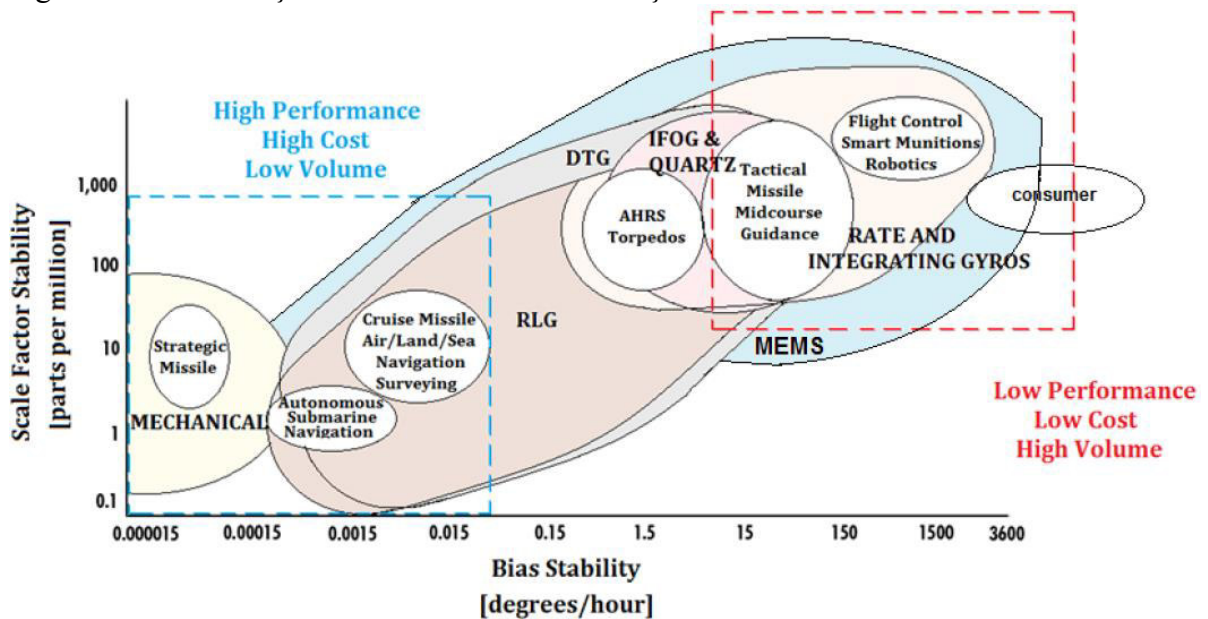 High Performance
High Cost
Low Volume
DTG
IFOG &
QUARTZ
Flight Control
Smart Munitions
Robotics
Tactical
Missile
Midcourse
Guidance
consumer
AHRS
Torpedos
RATE AND
INTEGRATING GYROS
RLG
MEMS
Cruise Missile
Air/Land/Sea
Navigation
Surveying
Strategic
Missile
MECHANICAL
Autonomous
Submarine
Navigation
Low Performance
Low Cost
High Volume
Scale Factor Stability
[parts per million]
1,000
100
10
1
0.1
0.000015
0.00015
0.0015
0.015
0.15
1.5
15
150
1500
3600
Bias Stability
[degrees/hour]